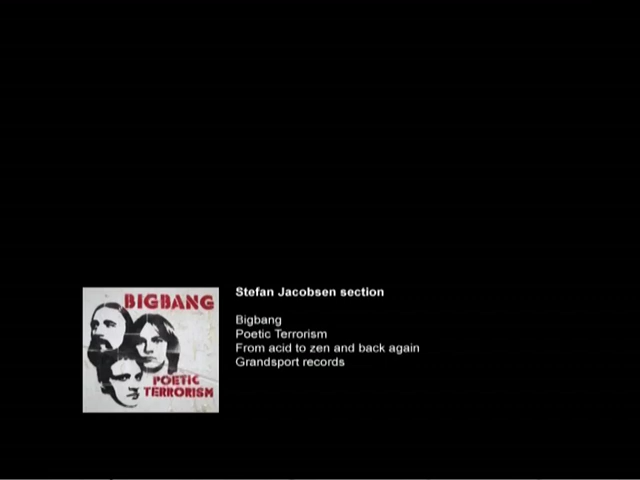 BIGBANG
POETIC
TERRORISM
Stefan Jacobsen section
Bigbang
Poetic Terrorism
From acid to zen and back again
Grandsport records